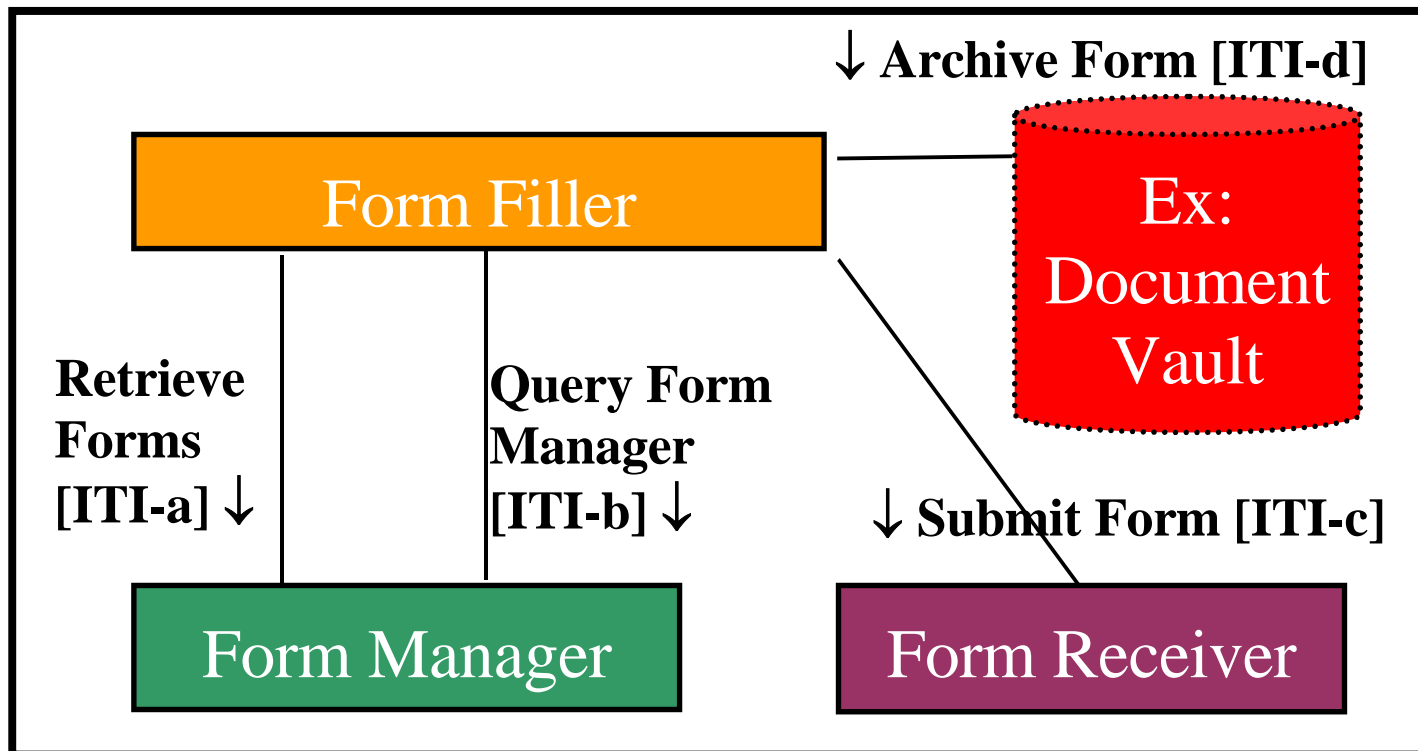 ↓ Archive Form [ITI-d]
Form Filler
Ex:
Document
Vault
Retrieve
Forms
[ITI-a] ↓
Query Form
Manager
[ITI-b] ↓
↓ Submit Form [ITI-c]
Form Manager
Form Receiver